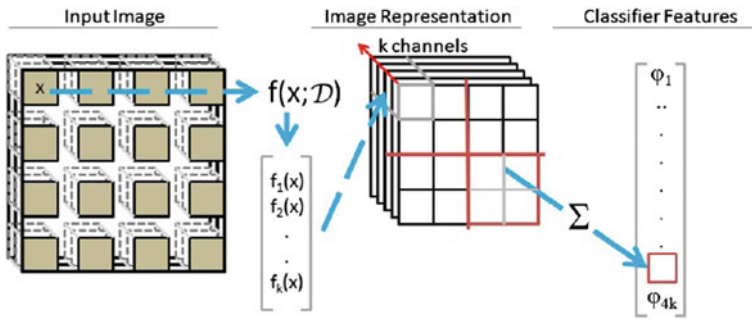 Input Image
Image Representation
Classifier Features
k channels
x
f(x; 𝒟)
f₁(x)
f₂(x)
.
.
fₖ(x)
Σ
φ₁
..
.
.
.
.
.
φ₄ₖ